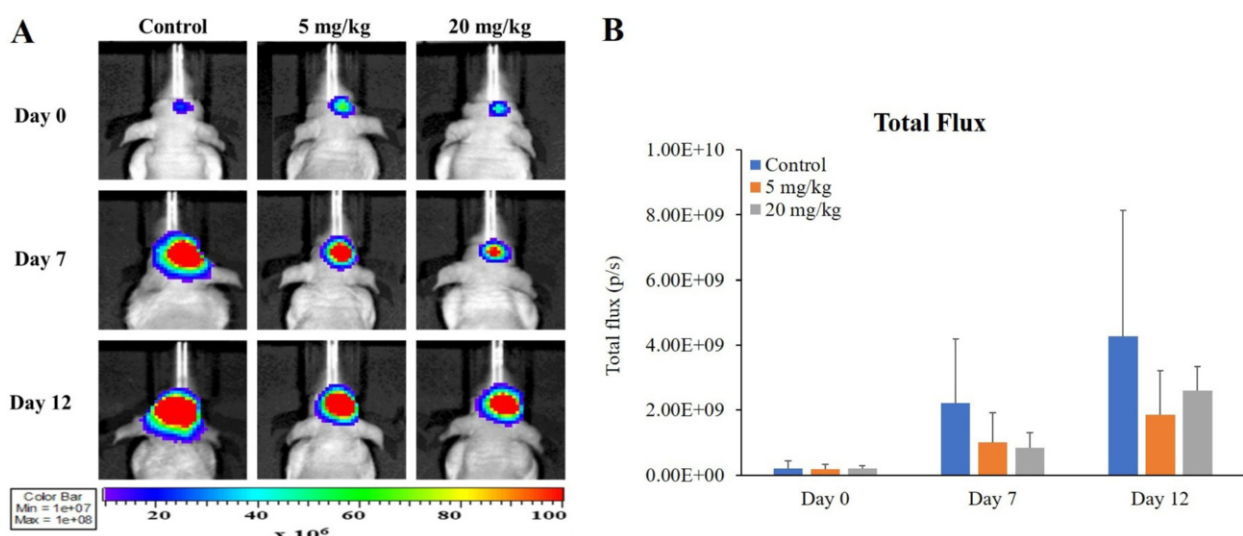 A
Control
5 mg/kg
20 mg/kg
Day 0
Day 7
Day 12
Color Bar
Min = 1e+07
Max = 1e+08
20
40
60
80
100
x 10⁶
B
Total Flux
Total flux (p/s)
1.00E+10
8.00E+09
6.00E+09
4.00E+09
2.00E+09
0.00E+00
Control
5 mg/kg
20 mg/kg
Day 0
Day 7
Day 12